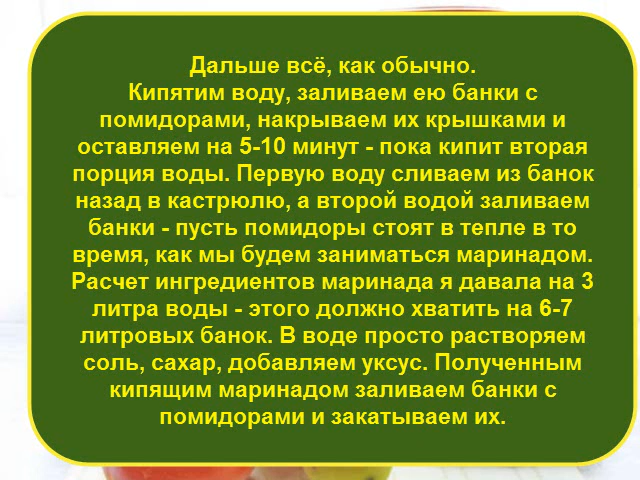 Дальше всё, как обычно.
Кипятим воду, заливаем ею банки с
помидорами, накрываем их крышками и
оставляем на 5-10 минут - пока кипит вторая
порция воды. Первую воду сливаем из банок
назад в кастрюлю, а второй водой заливаем
банки - пусть помидоры стоят в тепле в то
время, как мы будем заниматься маринадом.
Расчет ингредиентов маринада я давала на 3
литра воды - этого должно хватить на 6-7
литровых банок. В воде просто растворяем
соль, сахар, добавляем уксус. Полученным
кипящим маринадом заливаем банки с
помидорами и закатываем их.